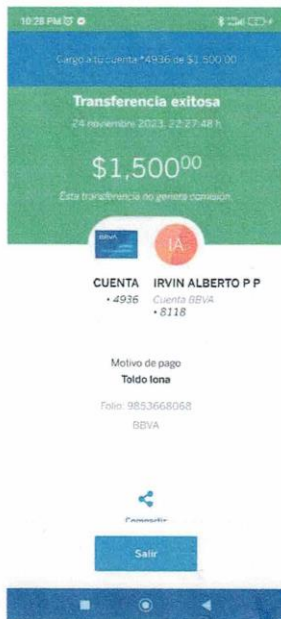 10:28 PM
Cargo a tu cuenta *4936 de $1,500.00
Transferencia exitosa
24 noviembre 2023, 22:27:48 h
$1,500⁰⁰
Esta transferencia no genera comisión.
BBVA
IA
CUENTA
• 4936
IRVIN ALBERTO P P
Cuenta BBVA
• 8118
Motivo de pago
Toldo lona
Folio: 9853668068
BBVA
Compartir
Salir